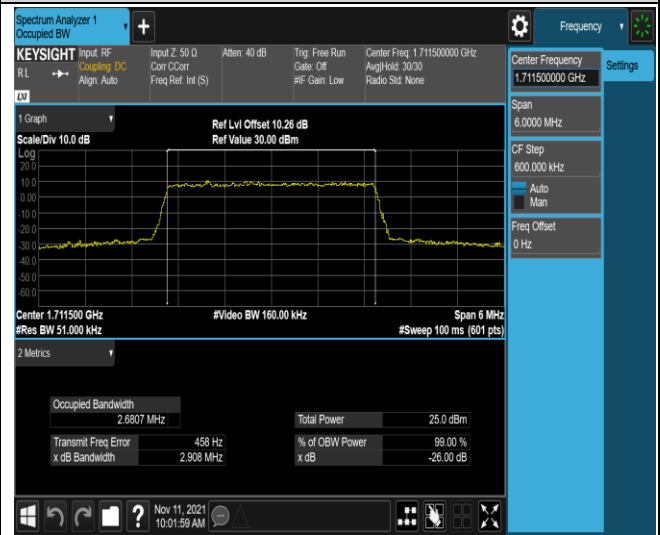 Spectrum Analyzer 1
Occupied BW
+
Frequency
KEYSIGHT
R L
LXI
Input: RF
Coupling: DC
Align: Auto
Input Z: 50 Ω
Corr CCorr
Freq Ref: Int (S)
Atten: 40 dB
Trig: Free Run
Gate: Off
#IF Gain: Low
Center Freq: 1.711500000 GHz
Avg|Hold: 30/30
Radio Std: None
Center Frequency
1.711500000 GHz
Settings
Span
6.0000 MHz
CF Step
600.000 kHz
Auto
Man
Freq Offset
0 Hz
1 Graph
Scale/Div 10.0 dB
Ref Lvl Offset 10.26 dB
Ref Value 30.00 dBm
Log
20.0
10.0
0.00
-10.0
-20.0
-30.0
-40.0
-50.0
-60.0
Center 1.711500 GHz
#Video BW 160.00 kHz
Span 6 MHz
#Res BW 51.000 kHz
#Sweep 100 ms (601 pts)
2 Metrics
Occupied Bandwidth
2.6807 MHz
Total Power 25.0 dBm
Transmit Freq Error 458 Hz
% of OBW Power 99.00 %
x dB Bandwidth 2.908 MHz
x dB -26.00 dB
?
Nov 11, 2021
10:01:59 AM